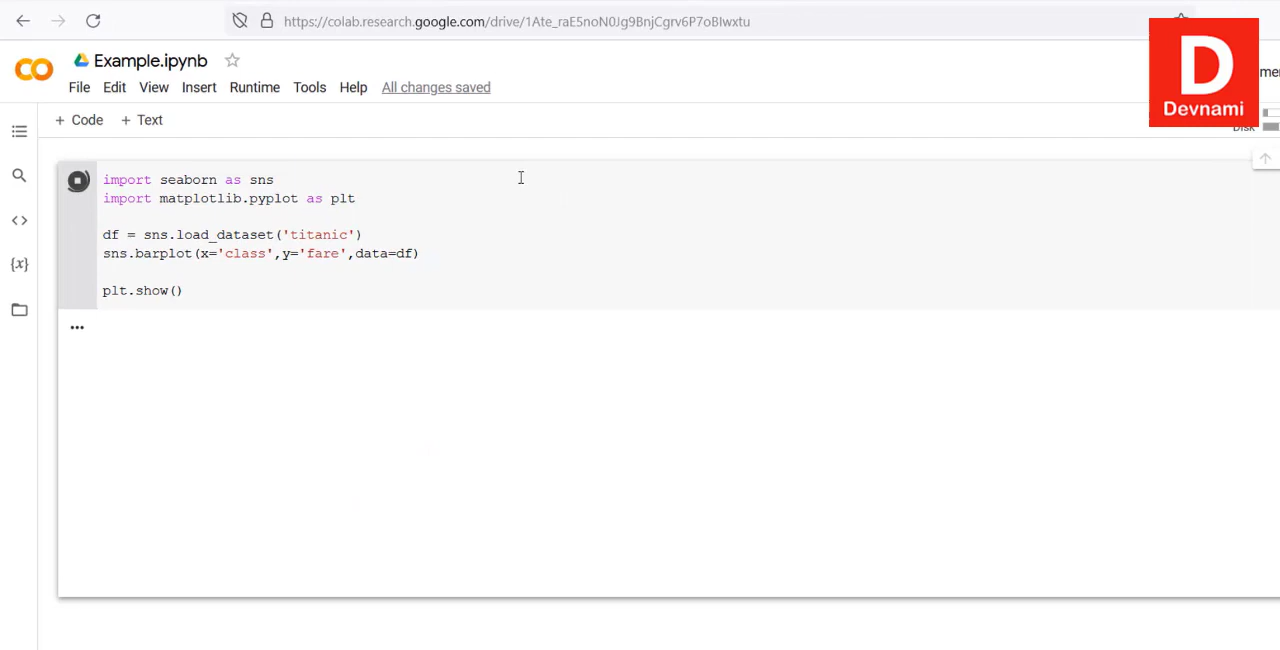 https://colab.research.google.com/drive/1Ate_raE5noN0Jg9BnjCgrv6P7oBIwxtu
CO Example.ipynb
File Edit View Insert Runtime Tools Help All changes saved
D
Devnami
Disk
+ Code + Text
import seaborn as sns
import matplotlib.pyplot as plt
df = sns.load_dataset('titanic')
sns.barplot(x='class',y='fare',data=df)
plt.show()